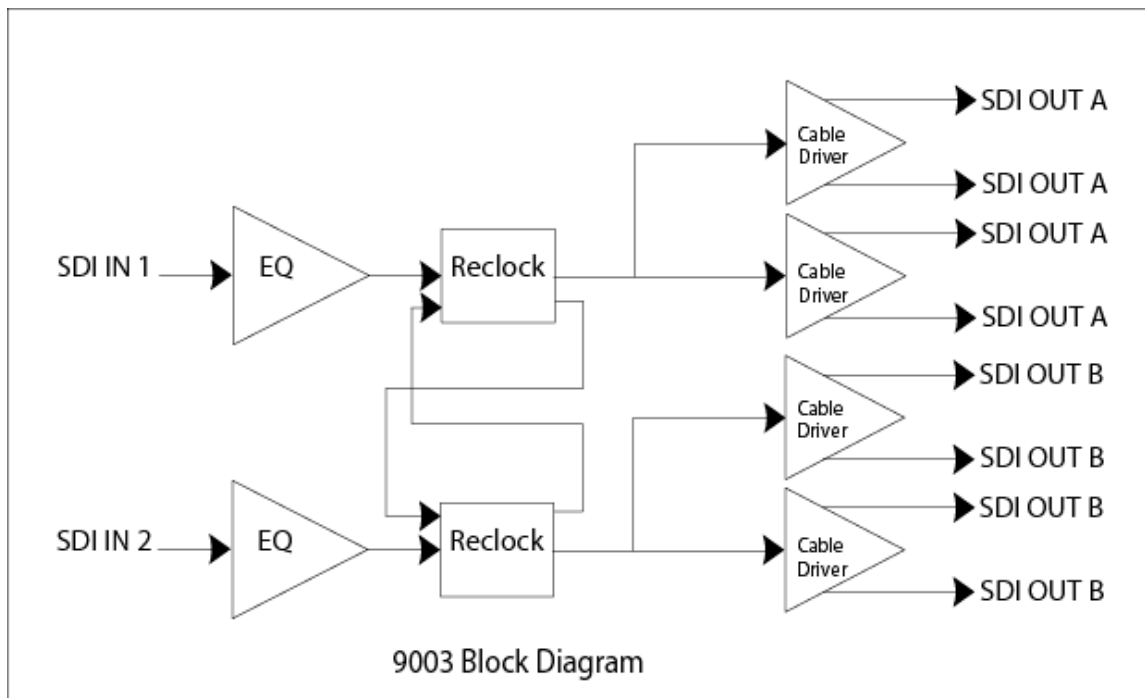 SDI IN 1
EQ
Reclock
Cable
Driver
SDI OUT A
SDI OUT A
Cable
Driver
SDI OUT A
SDI OUT A
SDI IN 2
EQ
Reclock
Cable
Driver
SDI OUT B
SDI OUT B
Cable
Driver
SDI OUT B
SDI OUT B
9003 Block Diagram